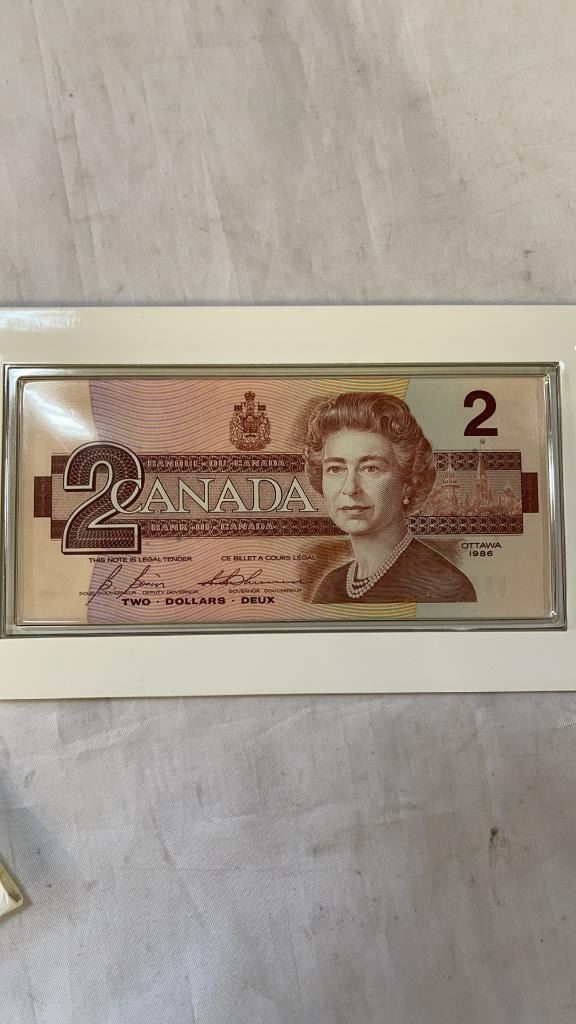 2
BANQUE · DU · CANADA
2 CANADA
BANK · OF · CANADA
OTTAWA
1986
THIS NOTE IS LEGAL TENDER CE BILLET A COURS LÉGAL
SOUS-GOUVERNEUR DEPUTY GOVERNOR GOVERNOR GOUVERNEUR
TWO · DOLLARS · DEUX